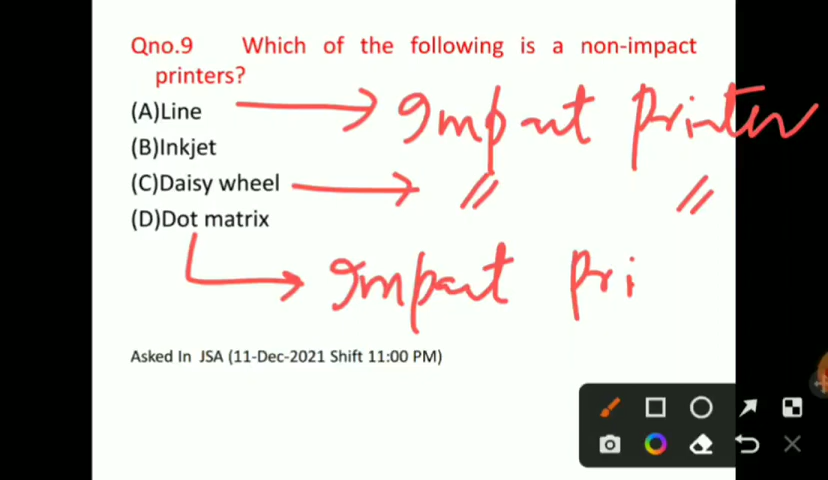 Qno.9 Which of the following is a non-impact
printers?
(A)Line → Impact Printer
(B)Inkjet
(C)Daisy wheel → " "
(D)Dot matrix
→ Impact Pri
Asked In JSA (11-Dec-2021 Shift 11:00 PM)